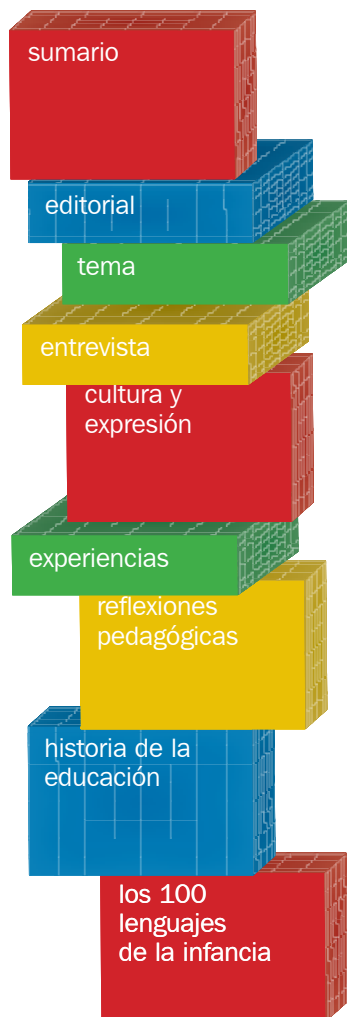 sumario
editorial
tema
entrevista
cultura y
expresión
experiencias
reflexiones
pedagógicas
historia de la
educación
los 100
lenguajes
de la infancia